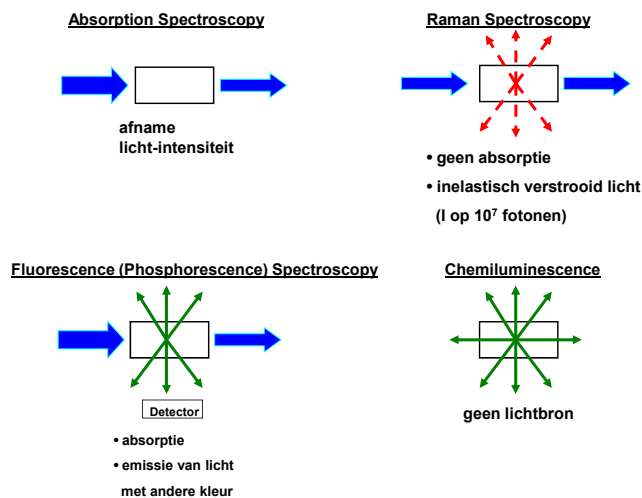 Absorption Spectroscopy
afname
licht-intensiteit
Raman Spectroscopy
• geen absorptie
• inelastisch verstrooid licht
(I op 10⁷ fotonen)
Fluorescence (Phosphorescence) Spectroscopy
Detector
• absorptie
• emissie van licht
met andere kleur
Chemiluminescence
geen lichtbron